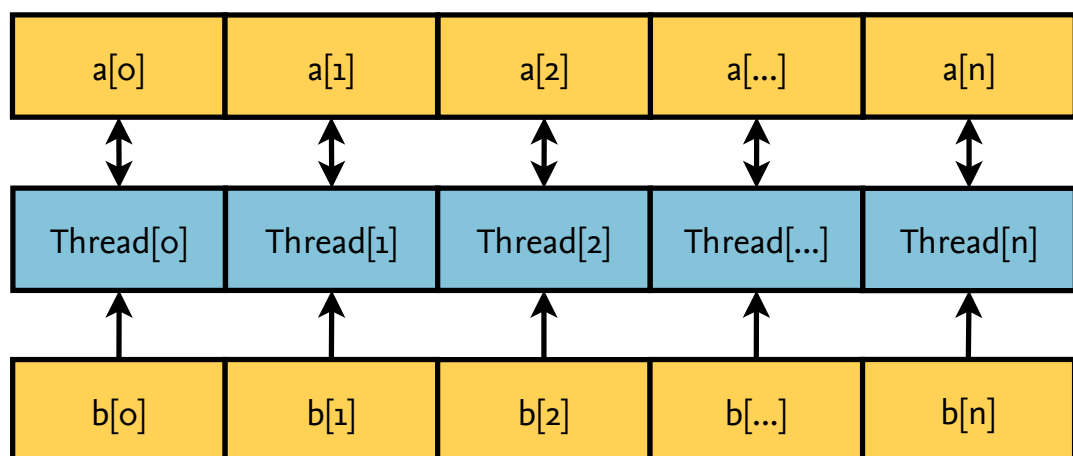 a[0] a[1] a[2] a[...] a[n]
Thread[0] Thread[1] Thread[2] Thread[...] Thread[n]
b[0] b[1] b[2] b[...] b[n]